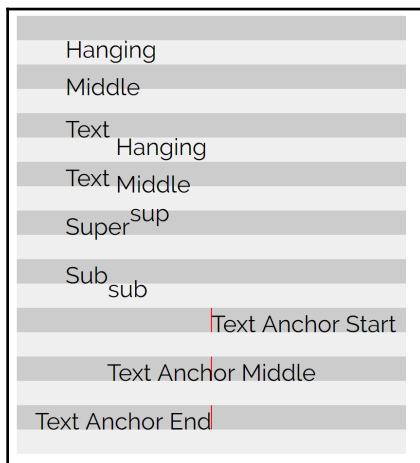 Hanging
Middle
Text Hanging
Text Middle
Super sup
Sub sub
Text Anchor Start
Text Anchor Middle
Text Anchor End